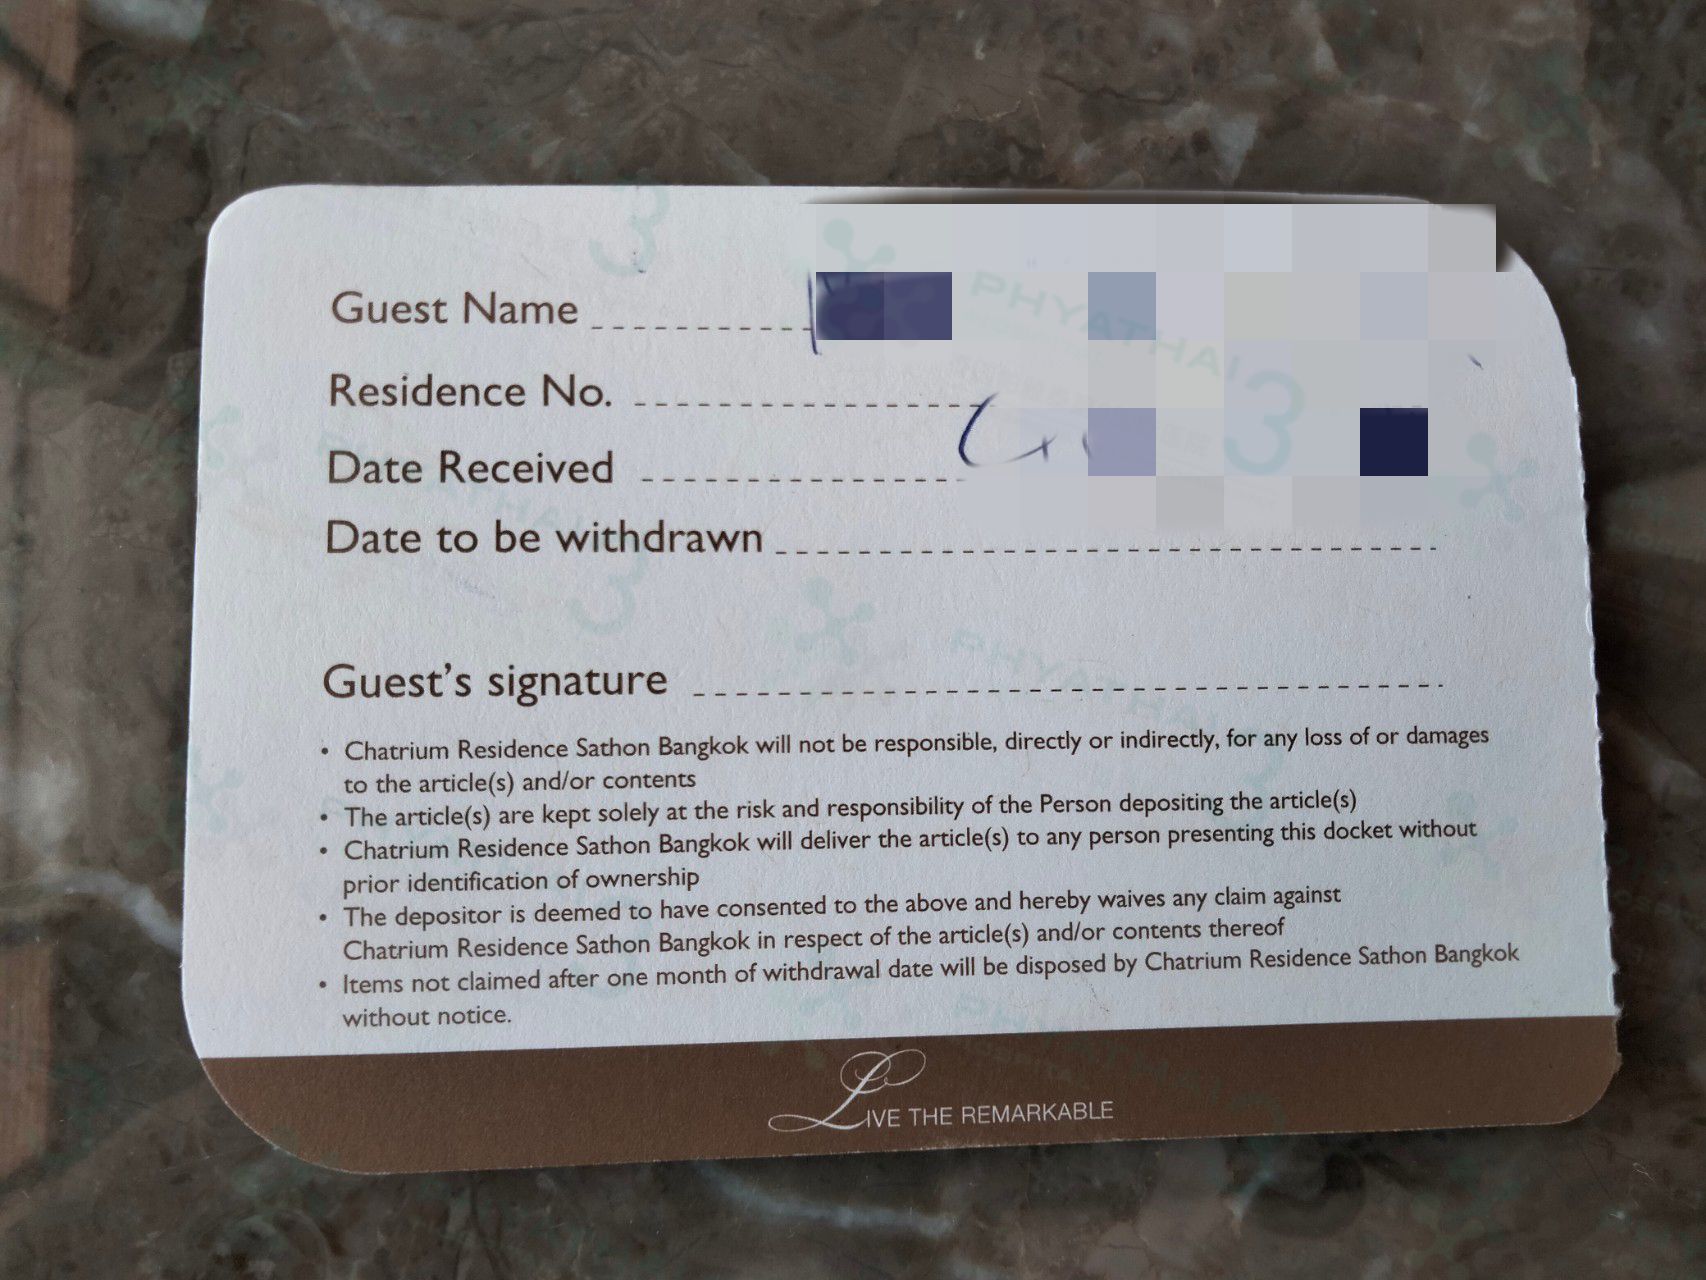 Guest Name
Residence No.
Date Received
Date to be withdrawn
Guest's signature
• Chatrium Residence Sathon Bangkok will not be responsible, directly or indirectly, for any loss of or damages
to the article(s) and/or contents
• The article(s) are kept solely at the risk and responsibility of the Person depositing the article(s)
• Chatrium Residence Sathon Bangkok will deliver the article(s) to any person presenting this docket without
prior identification of ownership
• The depositor is deemed to have consented to the above and hereby waives any claim against
Chatrium Residence Sathon Bangkok in respect of the article(s) and/or contents thereof
• Items not claimed after one month of withdrawal date will be disposed by Chatrium Residence Sathon Bangkok
without notice.
LIVE THE REMARKABLE
PHYATHAI 3
PHYATHAI